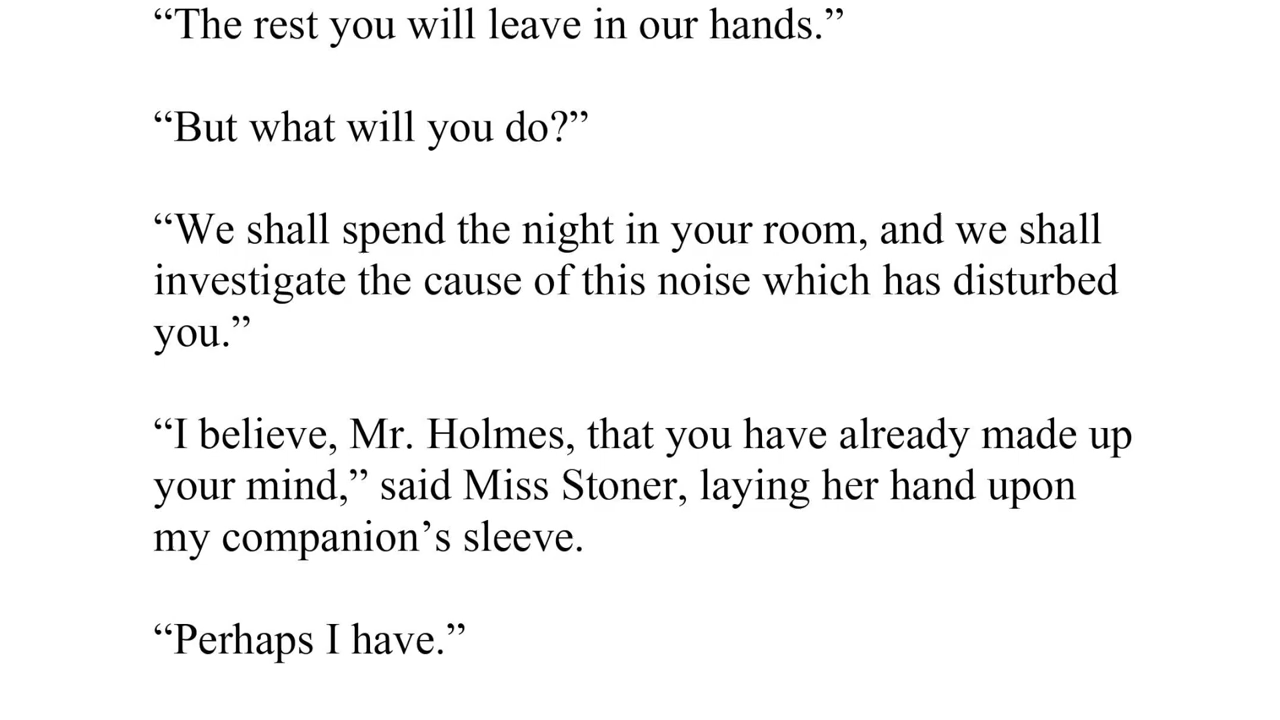 “The rest you will leave in our hands.”
“But what will you do?”
“We shall spend the night in your room, and we shall
investigate the cause of this noise which has disturbed
you.”
“I believe, Mr. Holmes, that you have already made up
your mind,” said Miss Stoner, laying her hand upon
my companion’s sleeve.
“Perhaps I have.”